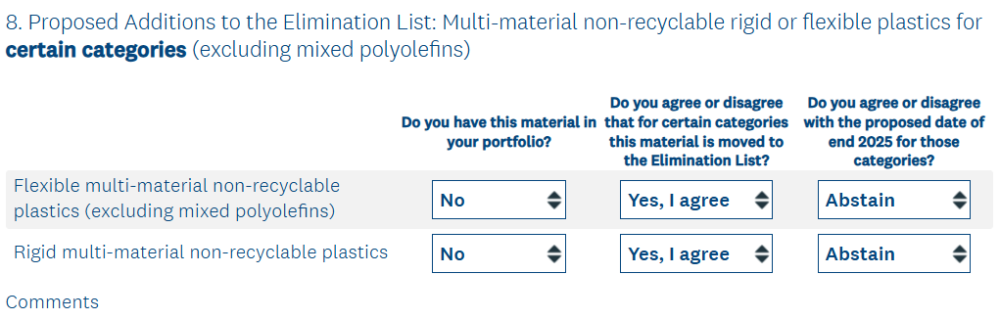 8. Proposed Additions to the Elimination List: Multi-material non-recyclable rigid or flexible plastics for
certain categories (excluding mixed polyolefins)
Do you have this material in
your portfolio?
Do you agree or disagree
that for certain categories
this material is moved to
the Elimination List?
Do you agree or disagree
with the proposed date of
end 2025 for those
categories?
Flexible multi-material non-recyclable
plastics (excluding mixed polyolefins)
No
Yes, I agree
Abstain
Rigid multi-material non-recyclable plastics
No
Yes, I agree
Abstain
Comments